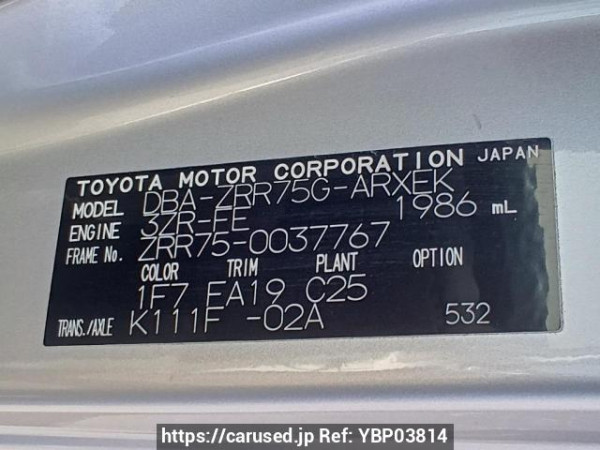 TOYOTA MOTOR CORPORATION JAPAN
MODEL DBA-ZRR75G-ARXEK
ENGINE 3ZR-FE 1986 mL
FRAME No. ZRR75-0037767
COLOR TRIM PLANT OPTION
1F7 EA19 C25
TRANS./AXLE K111F -02A 532
https://carused.jp Ref: YBP03814